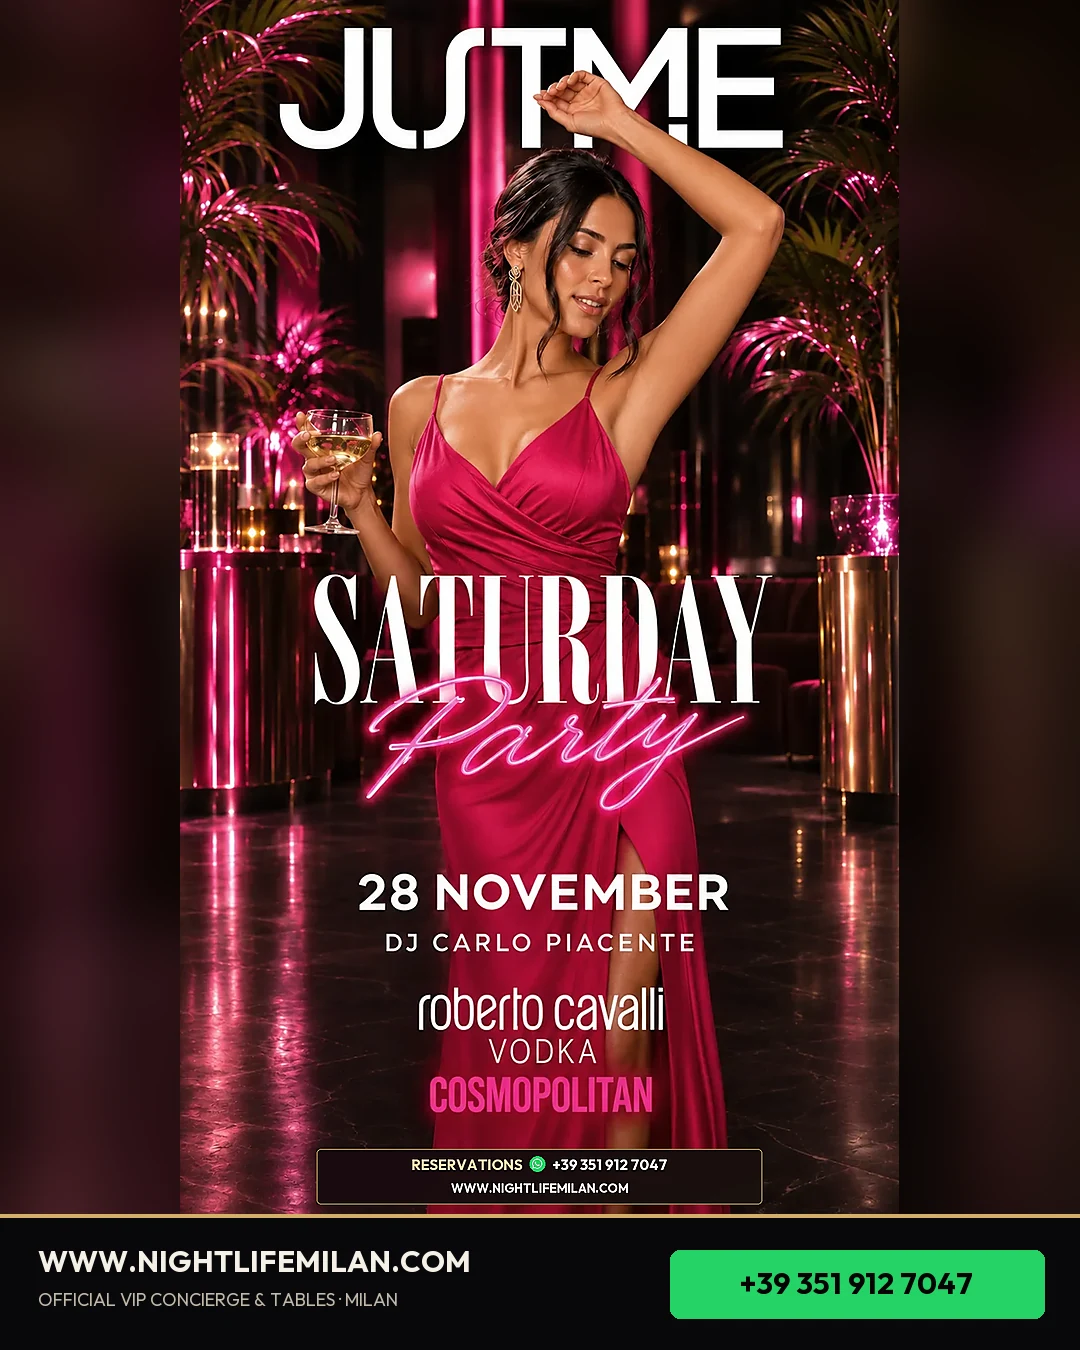 JUSTME
SATURDAY
Party
28 NOVEMBER
DJ CARLO PIACENTE
roberto cavalli
VODKA
COSMOPOLITAN
RESERVATIONS +39 351 912 7047
WWW.NIGHTLIFEMILAN.COM
WWW.NIGHTLIFEMILAN.COM
OFFICIAL VIP CONCIERGE & TABLES · MILAN
+39 351 912 7047